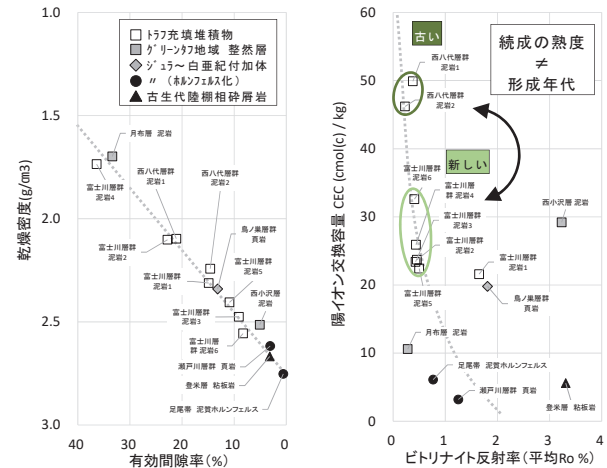 □ トラフ充填堆積物
グリーンタフ地域 整然層
ジュラ～白亜紀付加体
〃 （ホルンフェルス化）
古生代陸棚相砕屑岩
1.0
1.5
2.0
2.5
3.0
乾燥密度(g/cm3)
40
30
20
10
0
有効間隙率(%)
月布層 泥岩
富士川層群
泥岩4
西八代層群
泥岩1
西八代層群
泥岩2
富士川層群
泥岩2
鳥ノ巣層群
頁岩
富士川層群
泥岩1
富士川層群
泥岩5
西小沢層
泥岩
富士川層群
泥岩3
富士川層
群 泥岩6
瀬戸川層群 頁岩
登米層 粘板岩
足尾帯 泥質ホルンフェルス
60
50
40
30
20
10
0
陽イオン交換容量 CEC (cmol(c) / kg)
0
2
4
ビトリナイト反射率（平均Ro %）
古い
西八代層群
泥岩1
西八代層群
泥岩2
続成の熟度
≠
形成年代
新しい
富士川層群
泥岩6
富士川層
群 泥岩4
富士川層群
泥岩3
富士川層群
泥岩2
富士川層群
泥岩5
西小沢層 泥岩
富士川層群
泥岩1
鳥ノ巣層群
頁岩
月布層 泥岩
足尾帯 泥質ホルンフェルス
瀬戸川層群 頁岩
登米層 粘板岩